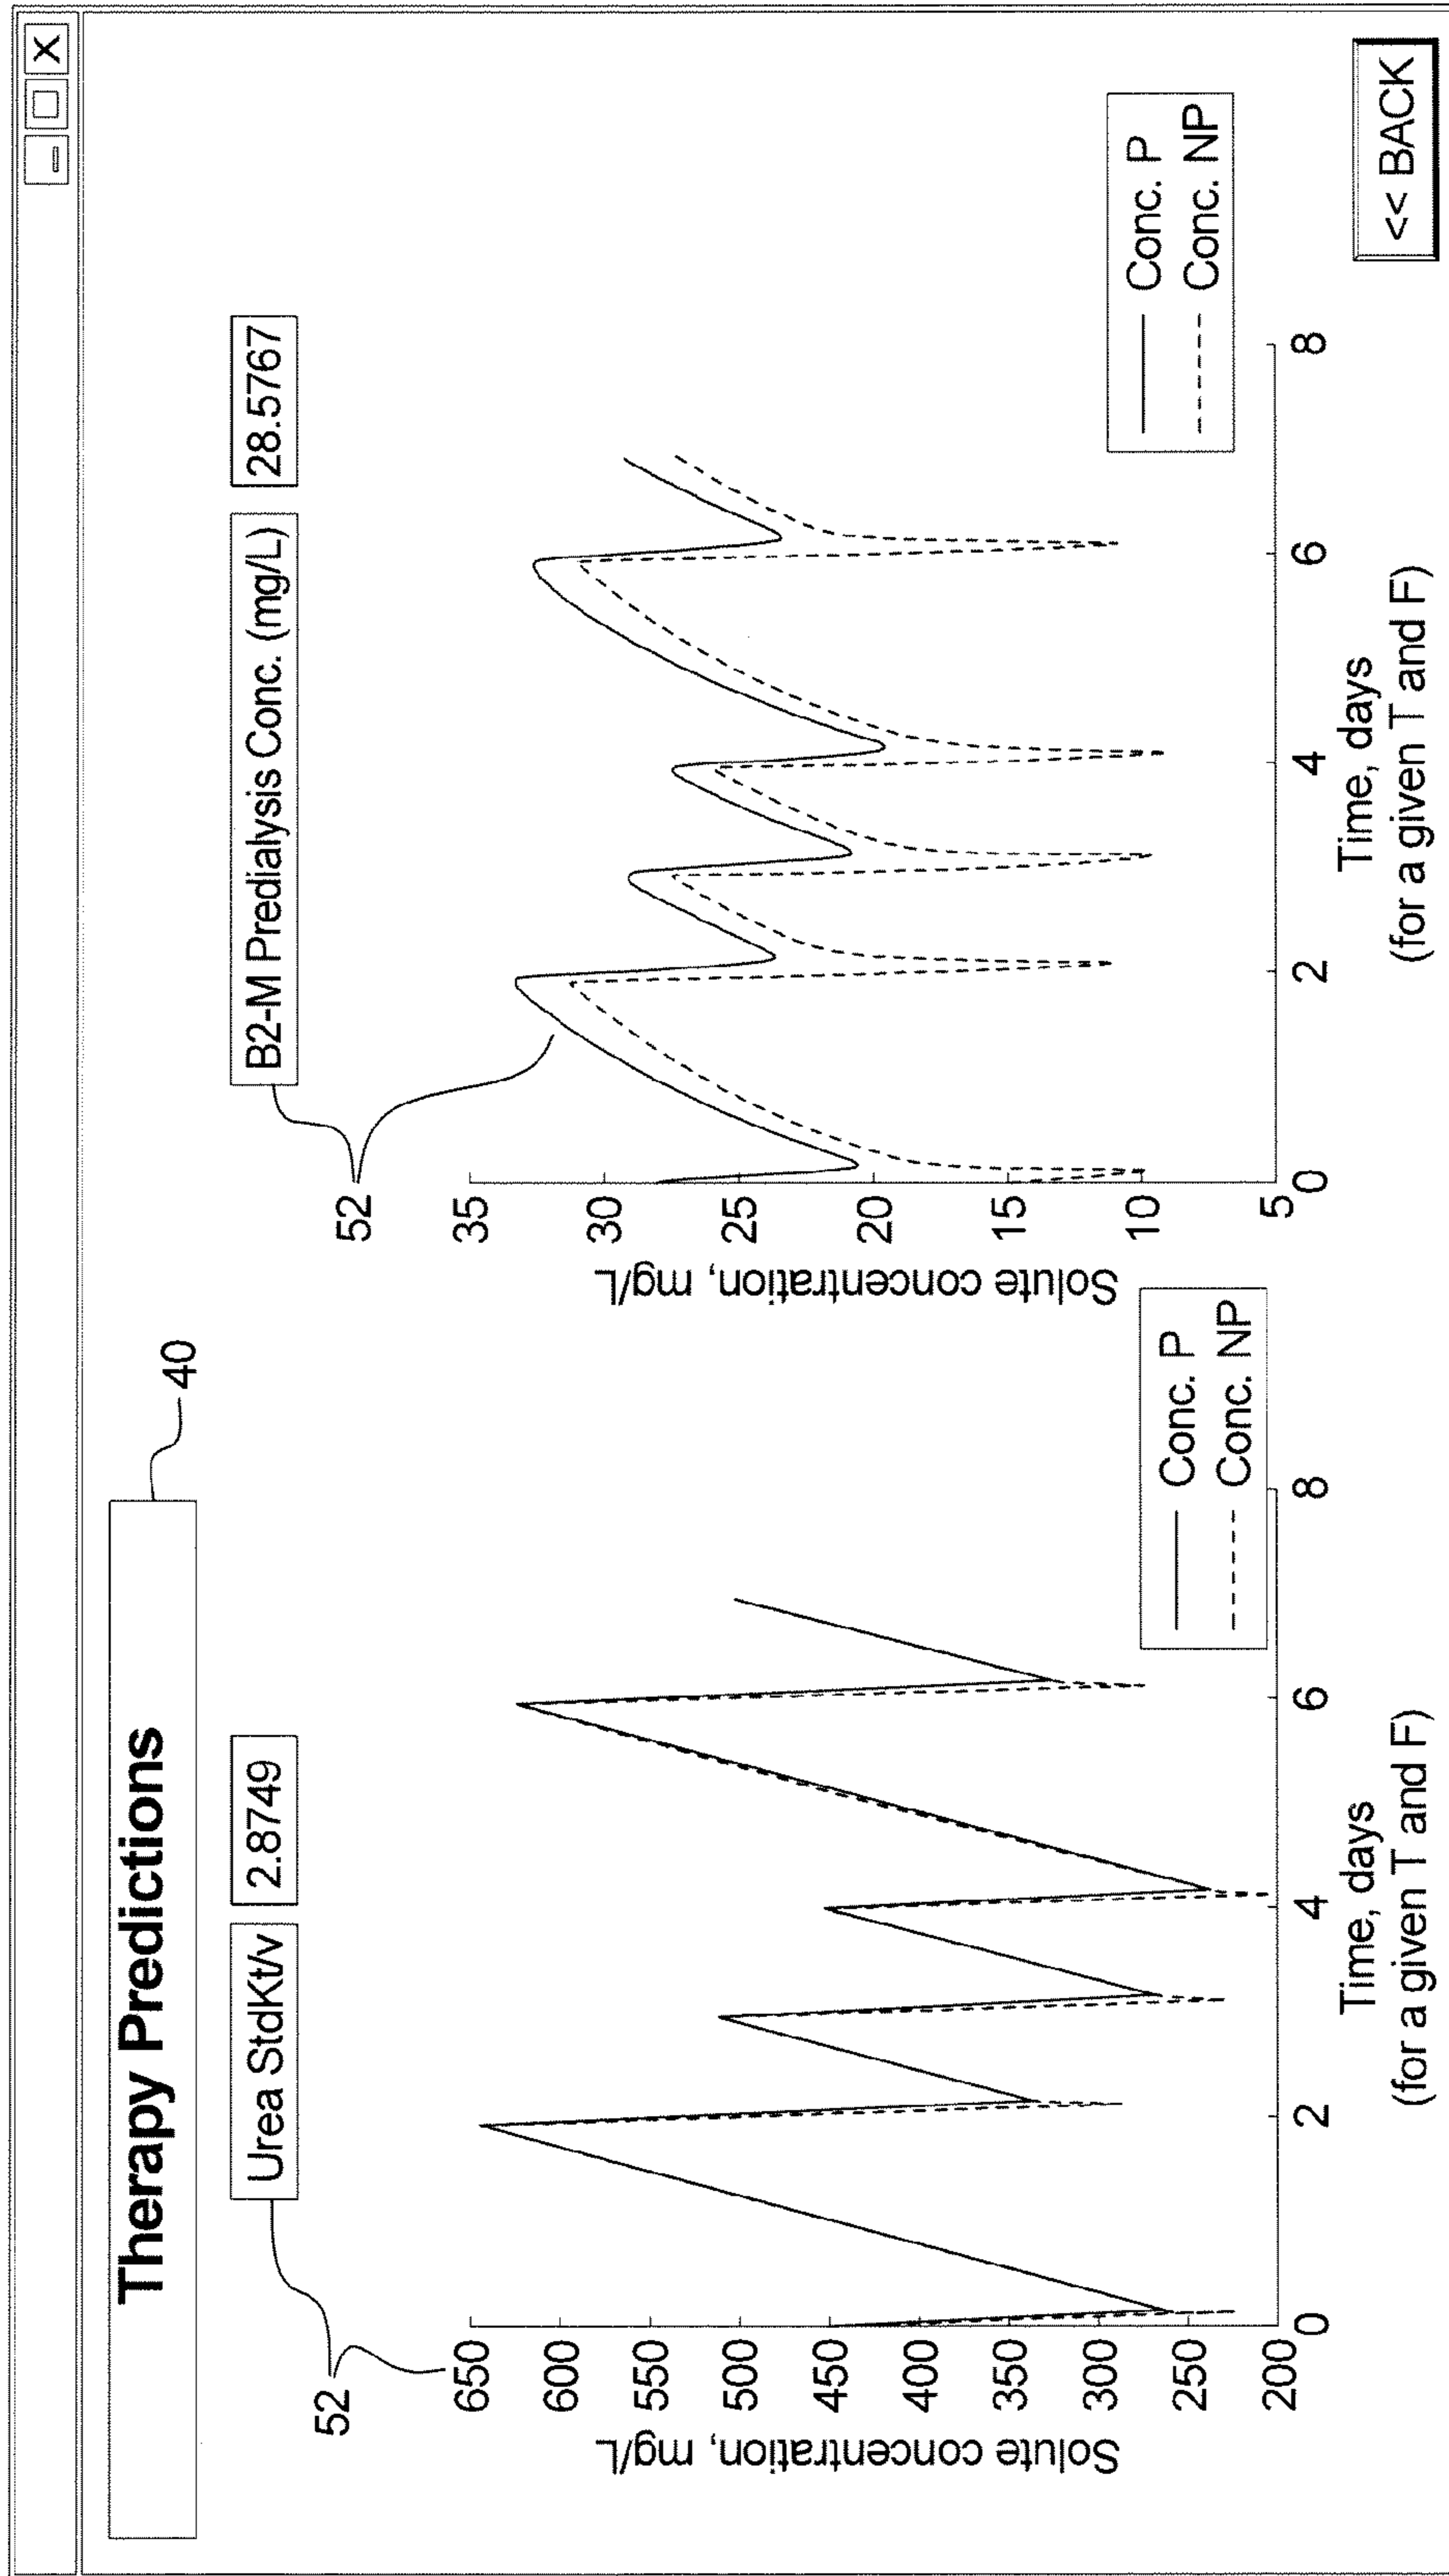 - □ X
Therapy Predictions
40
Urea StdKt/v 2.8749
52
Solute concentration, mg/L
650
600
550
500
450
400
350
300
250
200
0 2 4 6 8
Time, days
(for a given T and F)
Conc. P
Conc. NP
B2-M Predialysis Conc. (mg/L) 28.5767
52
Solute concentration, mg/L
35
30
25
20
15
10
5
0 2 4 6 8
Time, days
(for a given T and F)
Conc. P
Conc. NP
<< BACK